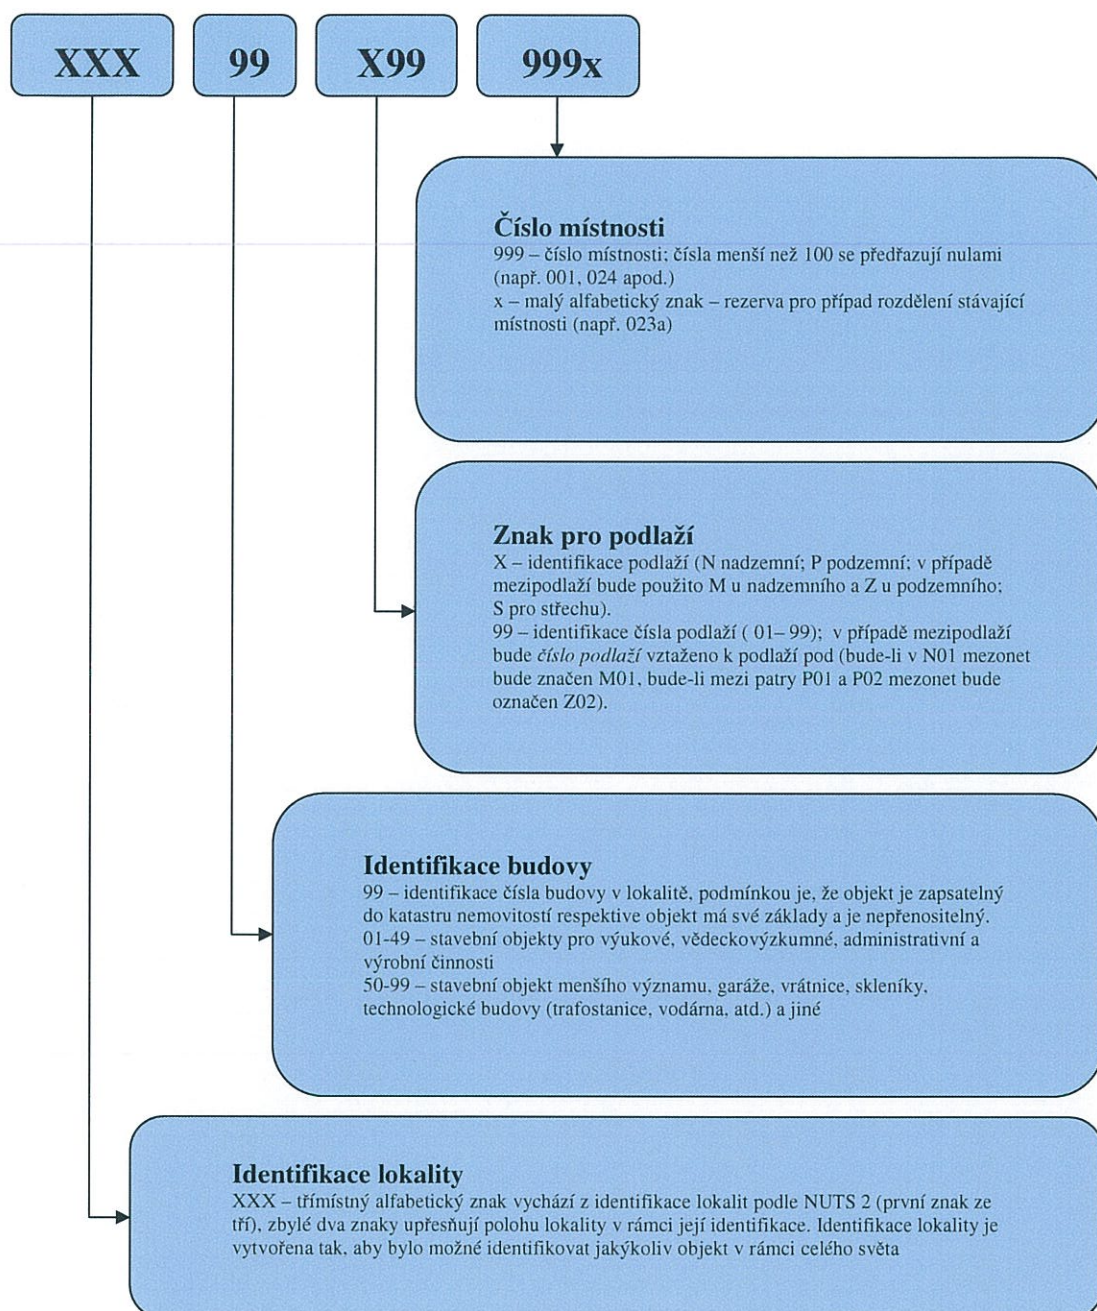 XXX 99 X99 999x
Číslo místnosti
999 – číslo místnosti; čísla menší než 100 se předřazují nulami
(např. 001, 024 apod.)
x – malý alfabetický znak – rezerva pro případ rozdělení stávající
místnosti (např. 023a)
Znak pro podlaží
X – identifikace podlaží (N nadzemní; P podzemní; v případě
mezipodlaží bude použito M u nadzemního a Z u podzemního;
S pro střechu).
99 – identifikace čísla podlaží ( 01– 99); v případě mezipodlaží
bude číslo podlaží vztaženo k podlaží pod (bude-li v N01 mezonet
bude značen M01, bude-li mezi patry P01 a P02 mezonet bude
označen Z02).
Identifikace budovy
99 – identifikace čísla budovy v lokalitě, podmínkou je, že objekt je zapsatelný
do katastru nemovitostí respektive objekt má své základy a je nepřenositelný.
01-49 – stavební objekty pro výukové, vědeckovýzkumné, administrativní a
výrobní činnosti
50-99 – stavební objekt menšího významu, garáže, vrátnice, skleníky,
technologické budovy (trafostanice, vodárna, atd.) a jiné
Identifikace lokality
XXX – třímístný alfabetický znak vychází z identifikace lokalit podle NUTS 2 (první znak ze
tří), zbylé dva znaky upřesňují polohu lokality v rámci její identifikace. Identifikace lokality je
vytvořena tak, aby bylo možné identifikovat jakýkoliv objekt v rámci celého světa